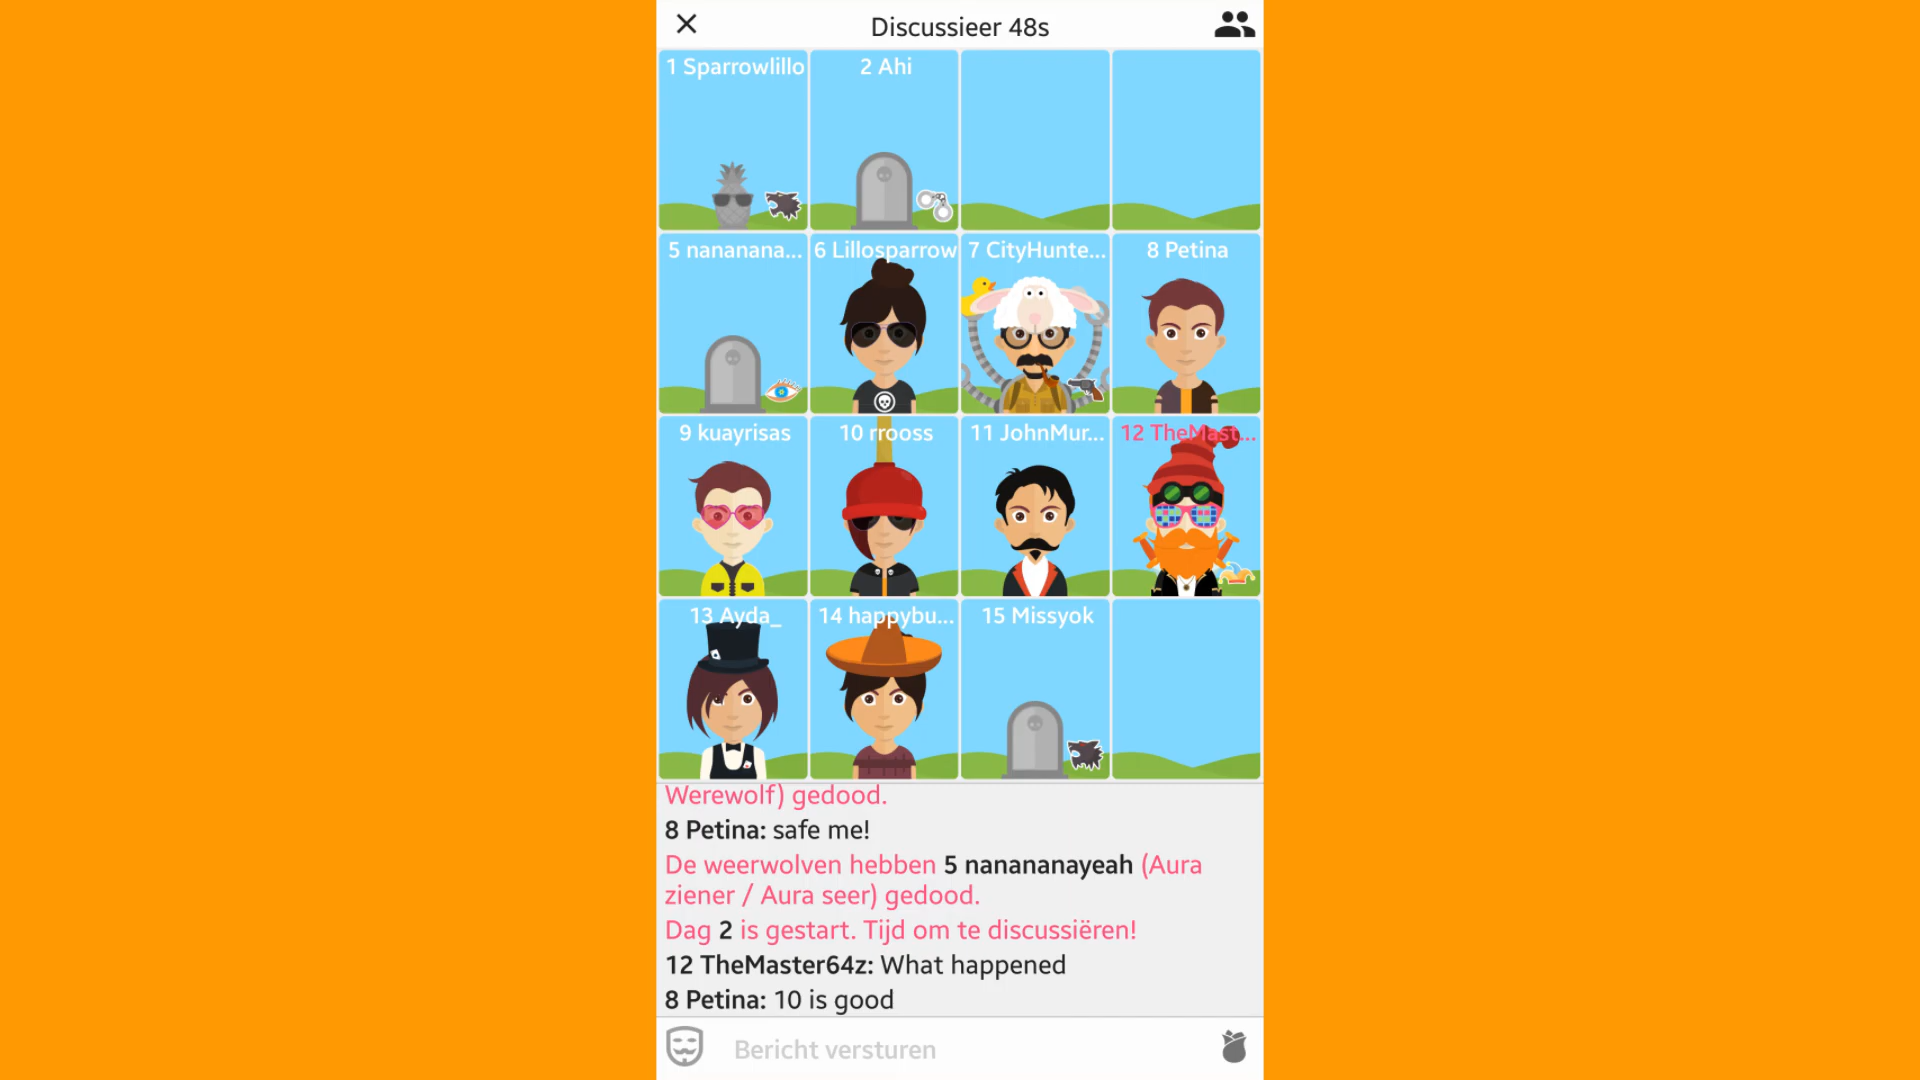 Discussieer 48s
1 Sparrowlillo
2 Ahi
5 nananana...
6 Lillosparrow
7 CityHunte...
8 Petina
9 kuayrisas
10 rrooss
11 JohnMur...
12 TheMast...
13 Ayda_
14 happybu...
15 Missyok
Werewolf) gedood.
8 Petina: safe me!
De weerwolven hebben 5 nanananayeah (Aura
ziener / Aura seer) gedood.
Dag 2 is gestart. Tijd om te discussiëren!
12 TheMaster64z: What happened
8 Petina: 10 is good
Bericht versturen